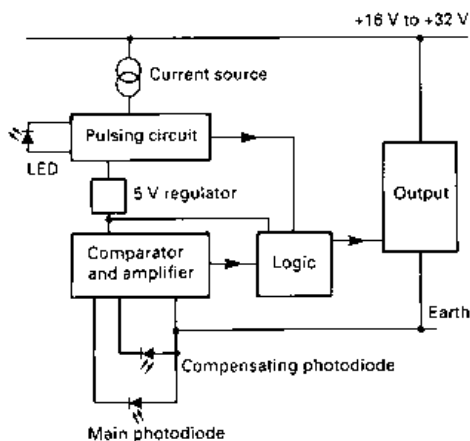 +16 V to +32 V
Current source
Pulsing circuit
LED
5 V regulator
Output
Comparator
and amplifier
Logic
Earth
Compensating photodiode
Main photodiode